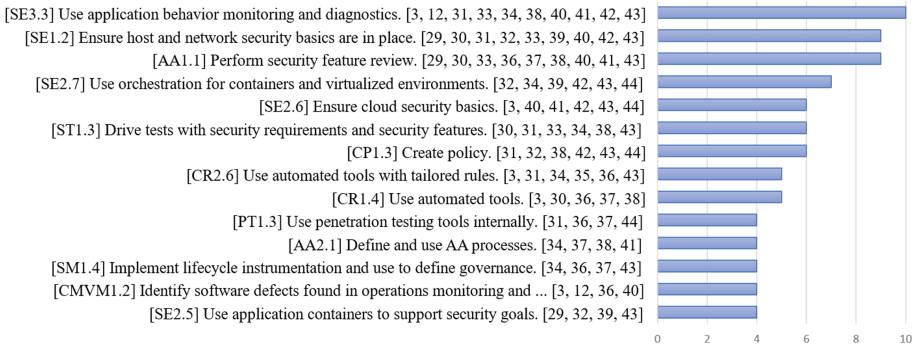 [SE3.3] Use application behavior monitoring and diagnostics. [3, 12, 31, 33, 34, 38, 40, 41, 42, 43]
[SE1.2] Ensure host and network security basics are in place. [29, 30, 31, 32, 33, 39, 40, 42, 43]
[AA1.1] Perform security feature review. [29, 30, 33, 36, 37, 38, 40, 41, 43]
[SE2.7] Use orchestration for containers and virtualized environments. [32, 34, 39, 42, 43, 44]
[SE2.6] Ensure cloud security basics. [3, 40, 41, 42, 43, 44]
[ST1.3] Drive tests with security requirements and security features. [30, 31, 33, 34, 38, 43]
[CP1.3] Create policy. [31, 32, 38, 42, 43, 44]
[CR2.6] Use automated tools with tailored rules. [3, 31, 34, 35, 36, 43]
[CR1.4] Use automated tools. [3, 30, 36, 37, 38]
[PT1.3] Use penetration testing tools internally. [31, 36, 37, 44]
[AA2.1] Define and use AA processes. [34, 37, 38, 41]
[SM1.4] Implement lifecycle instrumentation and use to define governance. [34, 36, 37, 43]
[CMVM1.2] Identify software defects found in operations monitoring and ... [3, 12, 36, 40]
[SE2.5] Use application containers to support security goals. [29, 32, 39, 43]
0 2 4 6 8 10